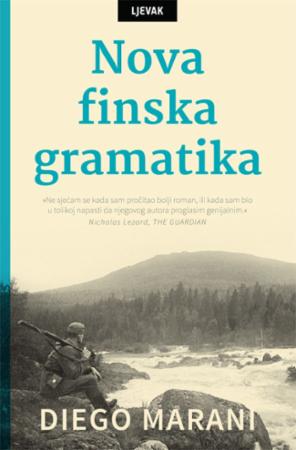 LJEVAK
Nova
finska
gramatika
»Ne sjećam se kada sam pročitao bolji roman, ili kada sam bio
u tolikoj napasti da njegovog autora proglasim genijalnim.«
Nicholas Lezard, THE GUARDIAN
DIEGO MARANI